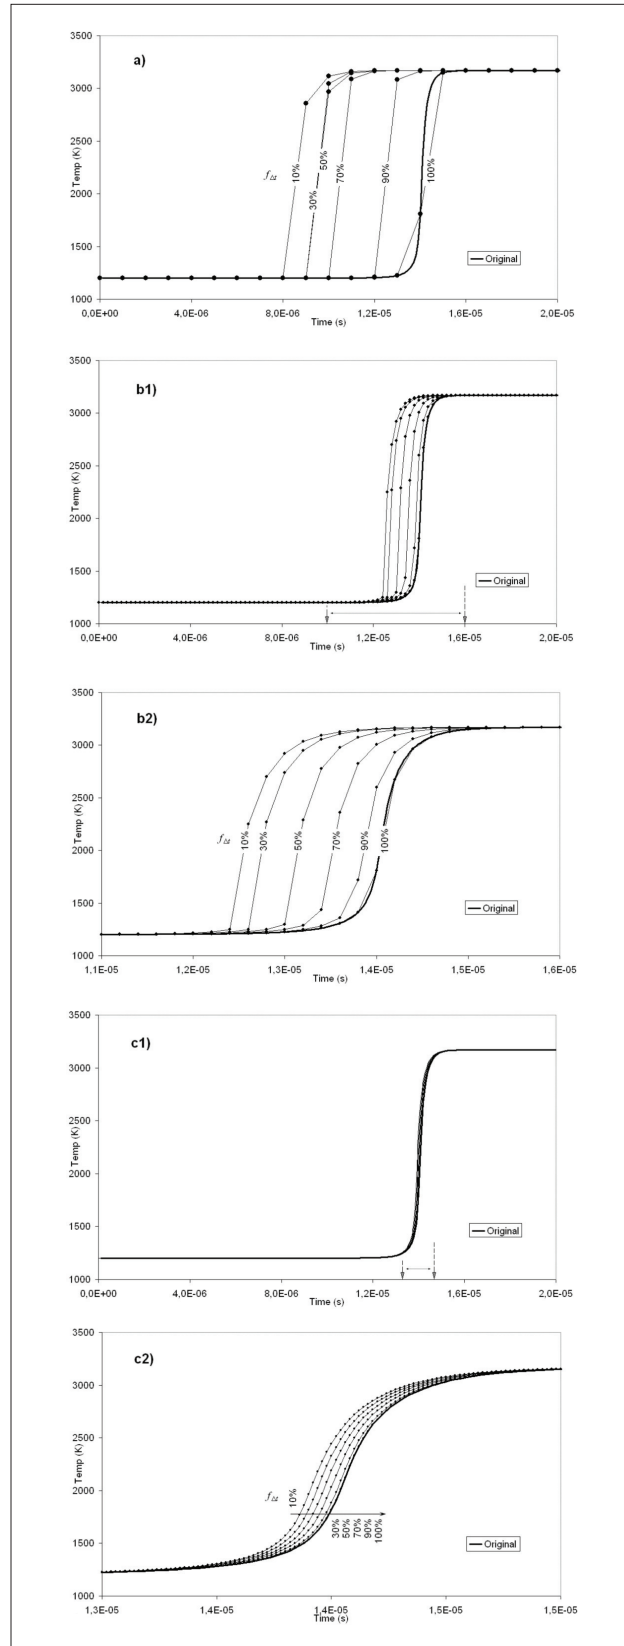 a)
3500
3000
2500
2000
1500
1000
Temp (K)
f_Δt
10%
30%
50%
70%
90%
100%
Original
0,0E+00
4,0E-06
8,0E-06
1,2E-05
1,6E-05
2,0E-05
Time (s)
b1)
3500
3000
2500
2000
1500
1000
Temp (K)
Original
0,0E+00
4,0E-06
8,0E-06
1,2E-05
1,6E-05
2,0E-05
Time (s)
b2)
3500
3000
2500
2000
1500
1000
Temp (K)
f_Δt
10%
30%
50%
70%
90%
100%
Original
1,1E-05
1,2E-05
1,3E-05
1,4E-05
1,5E-05
1,6E-05
Time (s)
c1)
3500
3000
2500
2000
1500
1000
Temp (K)
Original
0,0E+00
4,0E-06
8,0E-06
1,2E-05
1,6E-05
2,0E-05
Time (s)
c2)
3500
3000
2500
2000
1500
1000
Temp (K)
f_Δt
10%
30%
50%
70%
90%
100%
Original
1,3E-05
1,4E-05
1,4E-05
1,5E-05
1,5E-05
Time (s)